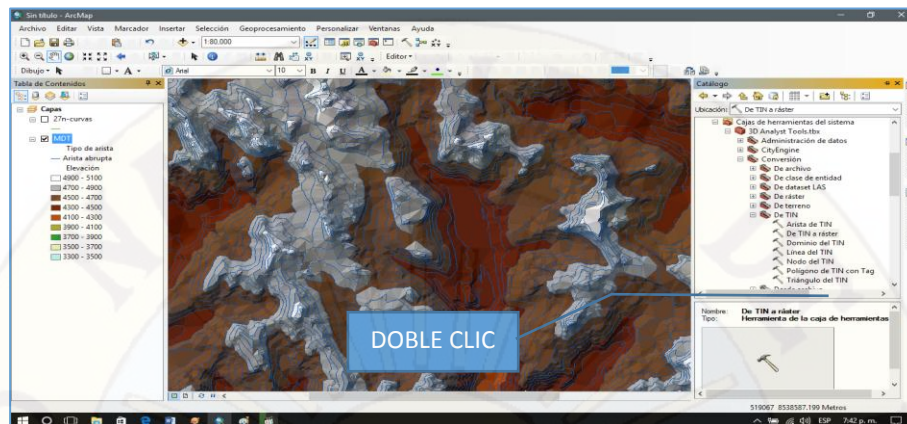 Sin título - ArcMap
Archivo Editar Vista Marcador Insertar Selección Geoprocesamiento Personalizar Ventanas Ayuda
1:80.000
Editor
Dibujo
Arial
10
N K S A
Tabla de Contenidos
Capas
27n-curvas
MDT
Tipo de arista
Arista abrupta
Elevación
4900 - 5100
4700 - 4900
4500 - 4700
4300 - 4500
4100 - 4300
3900 - 4100
3700 - 3900
3500 - 3700
3300 - 3500
DOBLE CLIC
Catálogo
Ubicación: De TIN a ráster
Cajas de herramientas del sistema
3D Analyst Tools.tbx
Administración de datos
CityEngine
Conversión
De archivo
De clase de entidad
De dataset LAS
De ráster
De terreno
De TIN
Arista de TIN
De TIN a ráster
Dominio del TIN
Línea del TIN
Nodo del TIN
Polígono de TIN con Tag
Triángulo del TIN
Nombre: De TIN a ráster
Tipo: Herramienta de la caja de herramientas
519067 8538587.199 Metros
ESP 7:42 p. m.